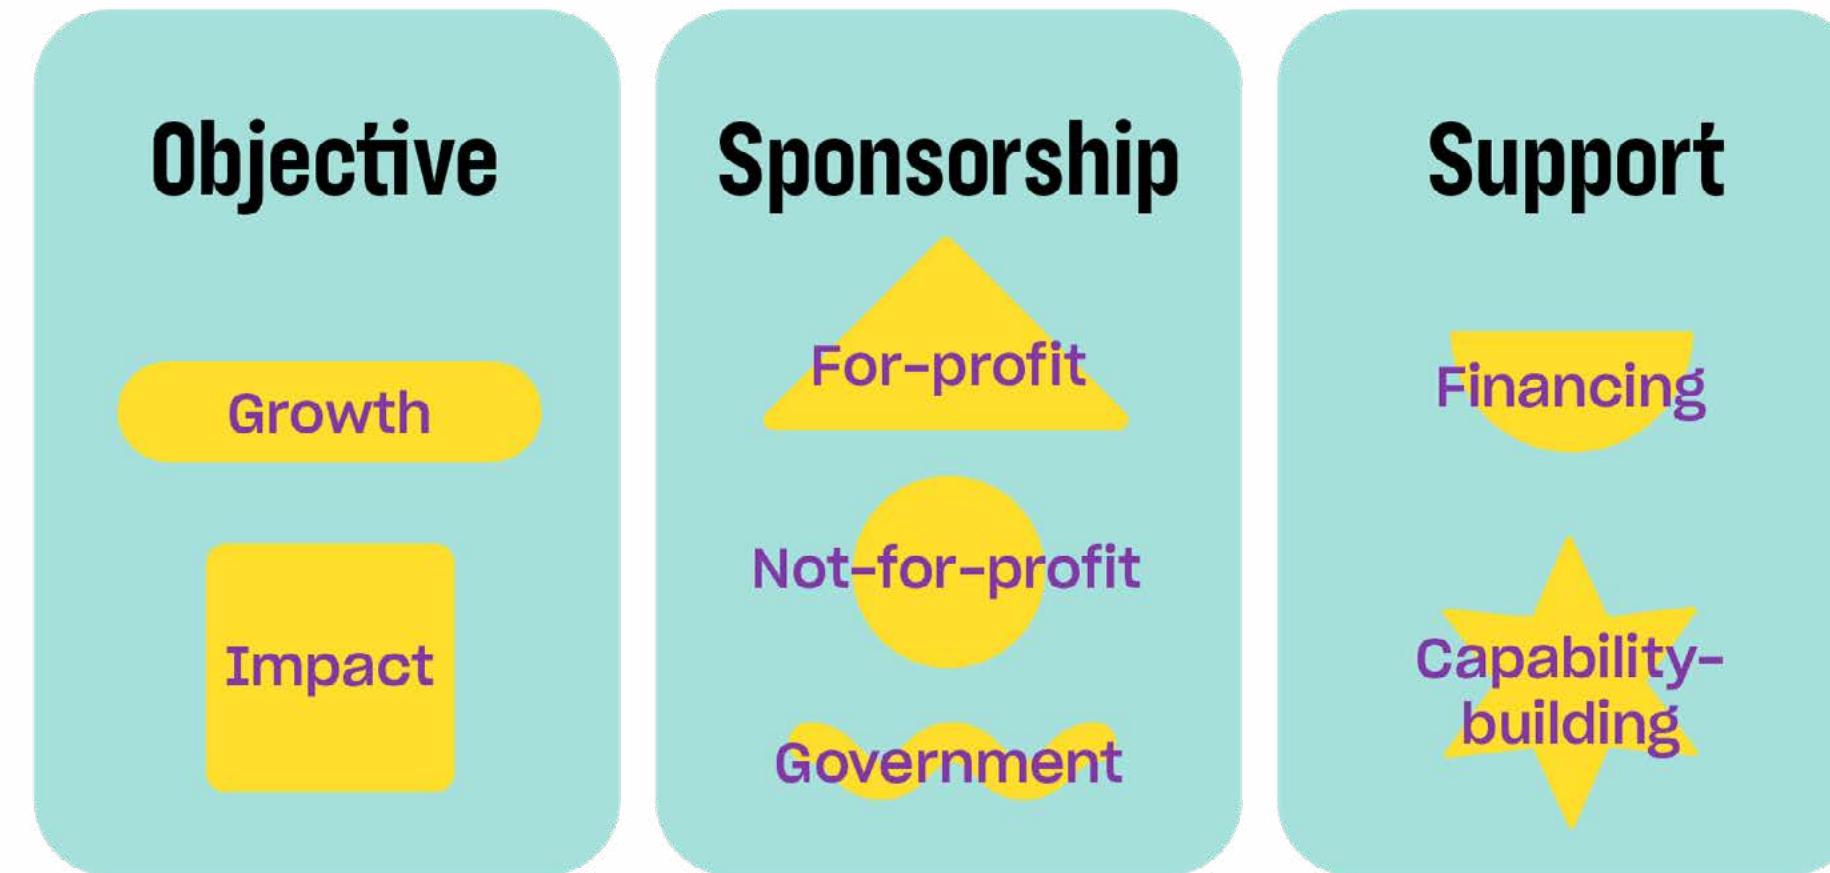 Objective
Growth
Impact
Sponsorship
For-profit
Not-for-profit
Government
Support
Financing
Capability-
building